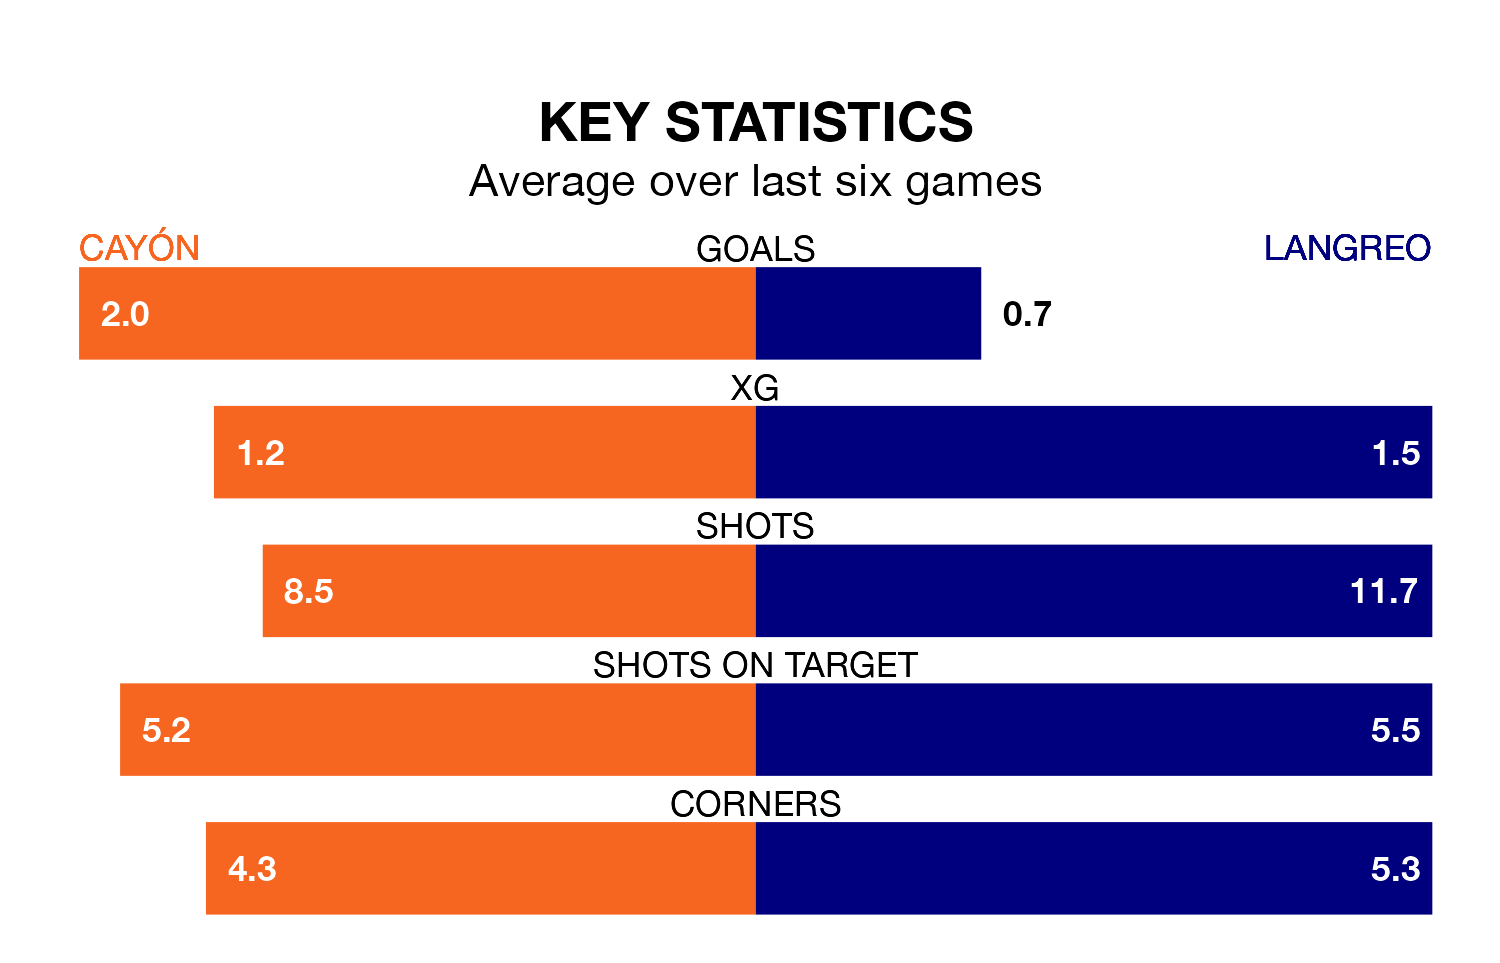 KEY STATISTICS
Average over last six games
CAYÓN GOALS LANGREO
2.0 0.7
XG
1.2 1.5
SHOTS
8.5 11.7
SHOTS ON TARGET
5.2 5.5
CORNERS
4.3 5.3